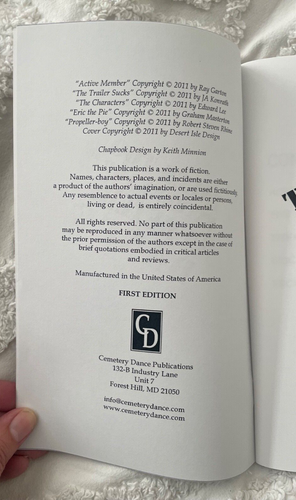 "Active Member" Copyright © 2011 by Ray Garton
"The Trailer Sucks" Copyright © 2011 by JA Konrath
"The Characters" Copyright © 2011 by Edward Lee
"Eric the Pie" Copyright © 2011 by Graham Masterton
"Propeller-boy" Copyright © 2011 by Robert Steven Rhine
Cover Copyright © 2011 by Desert Isle Design
Chapbook Design by Keith Minnion
This publication is a work of fiction.
Names, characters, places, and incidents are either
a product of the authors' imagination, or are used fictitiously.
Any resemblance to actual events or locales or persons,
living or dead, is entirely coincidental.
All rights reserved. No part of this publication
may be reproduced in any manner whatsoever without
the prior permission of the authors except in the case of
brief quotations embodied in critical articles
and reviews.
Manufactured in the United States of America
FIRST EDITION
CD
Cemetery Dance Publications
132-B Industry Lane
Unit 7
Forest Hill, MD 21050
info@cemeterydance.com
www.cemeterydance.com